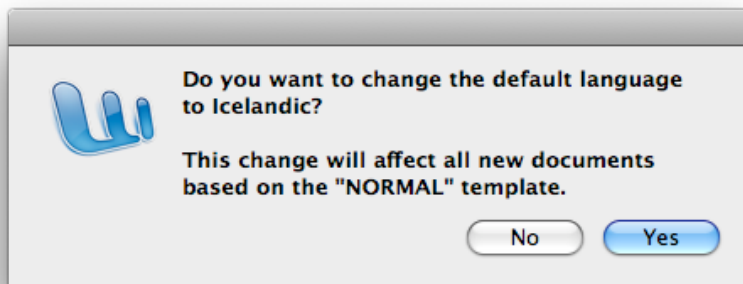 Do you want to change the default language
to Icelandic?
This change will affect all new documents
based on the "NORMAL" template.
No Yes